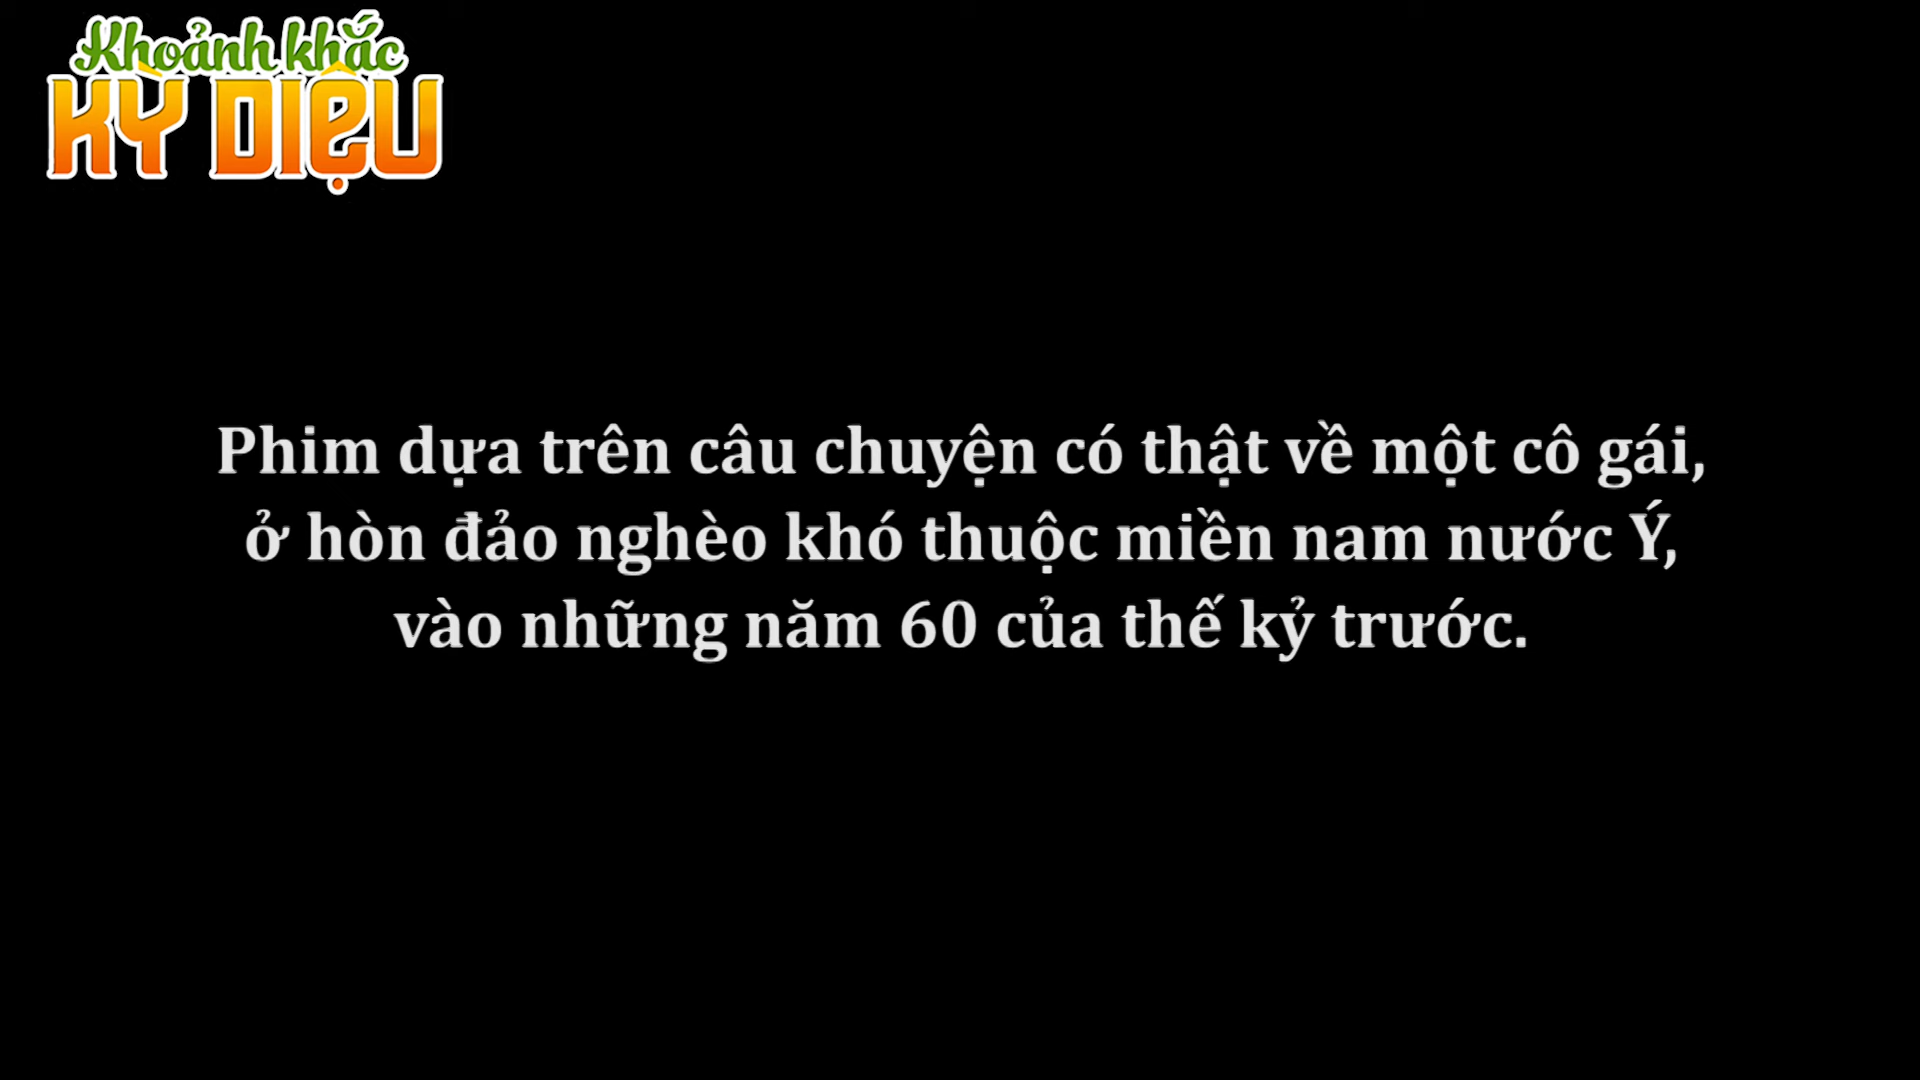 Khoảnh khắc
KỲ DIỆU
Phim dựa trên câu chuyện có thật về một cô gái,
ở hòn đảo nghèo khó thuộc miền nam nước Ý,
vào những năm 60 của thế kỷ trước.